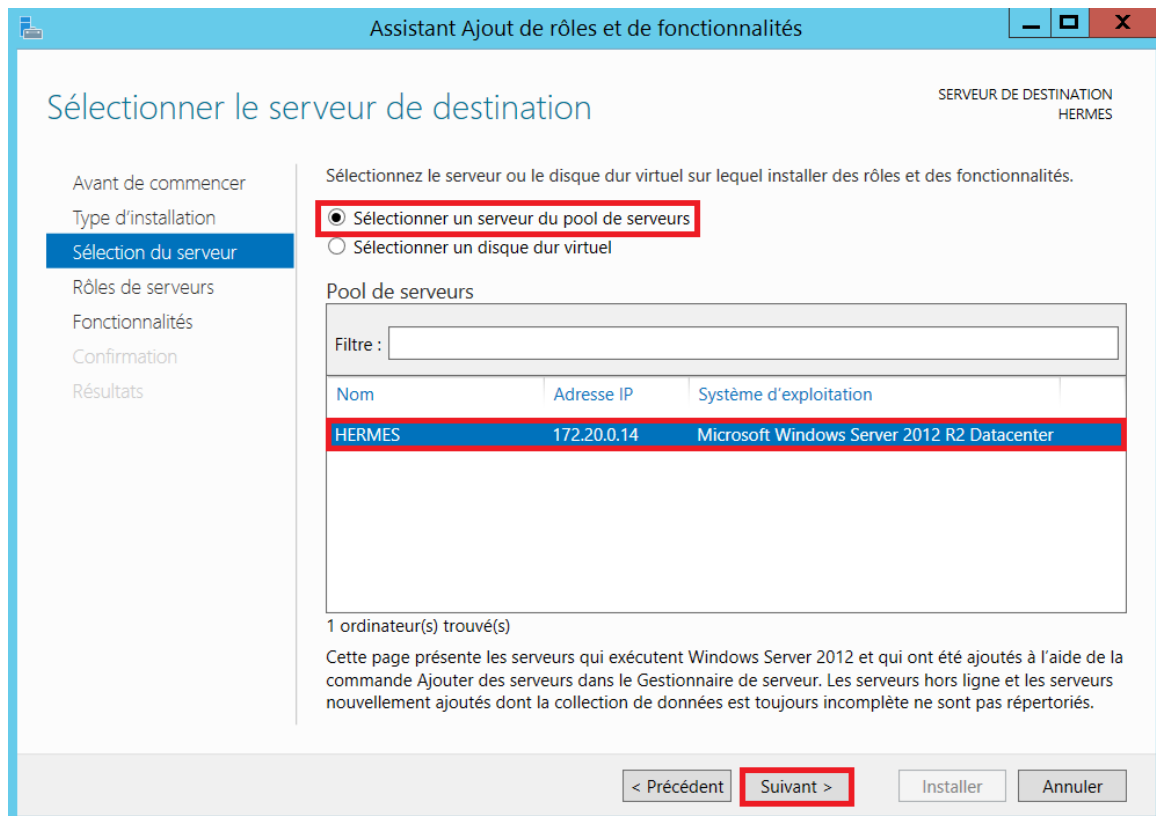 Assistant Ajout de rôles et de fonctionnalités
Sélectionner le serveur de destination
SERVEUR DE DESTINATION
HERMES
Avant de commencer
Type d'installation
Sélection du serveur
Rôles de serveurs
Fonctionnalités
Confirmation
Résultats
Sélectionnez le serveur ou le disque dur virtuel sur lequel installer des rôles et des fonctionnalités.
Sélectionner un serveur du pool de serveurs
Sélectionner un disque dur virtuel
Pool de serveurs
Filtre :
Nom Adresse IP Système d'exploitation
HERMES 172.20.0.14 Microsoft Windows Server 2012 R2 Datacenter
1 ordinateur(s) trouvé(s)
Cette page présente les serveurs qui exécutent Windows Server 2012 et qui ont été ajoutés à l'aide de la
commande Ajouter des serveurs dans le Gestionnaire de serveur. Les serveurs hors ligne et les serveurs
nouvellement ajoutés dont la collection de données est toujours incomplète ne sont pas répertoriés.
< Précédent Suivant > Installer Annuler